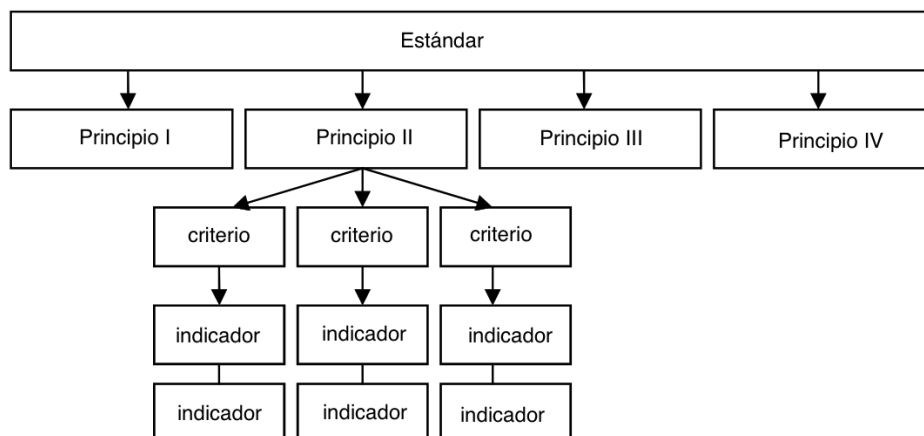 Estándar
Principio I
Principio II
Principio III
Principio IV
criterio
criterio
criterio
indicador
indicador
indicador
indicador
indicador
indicador